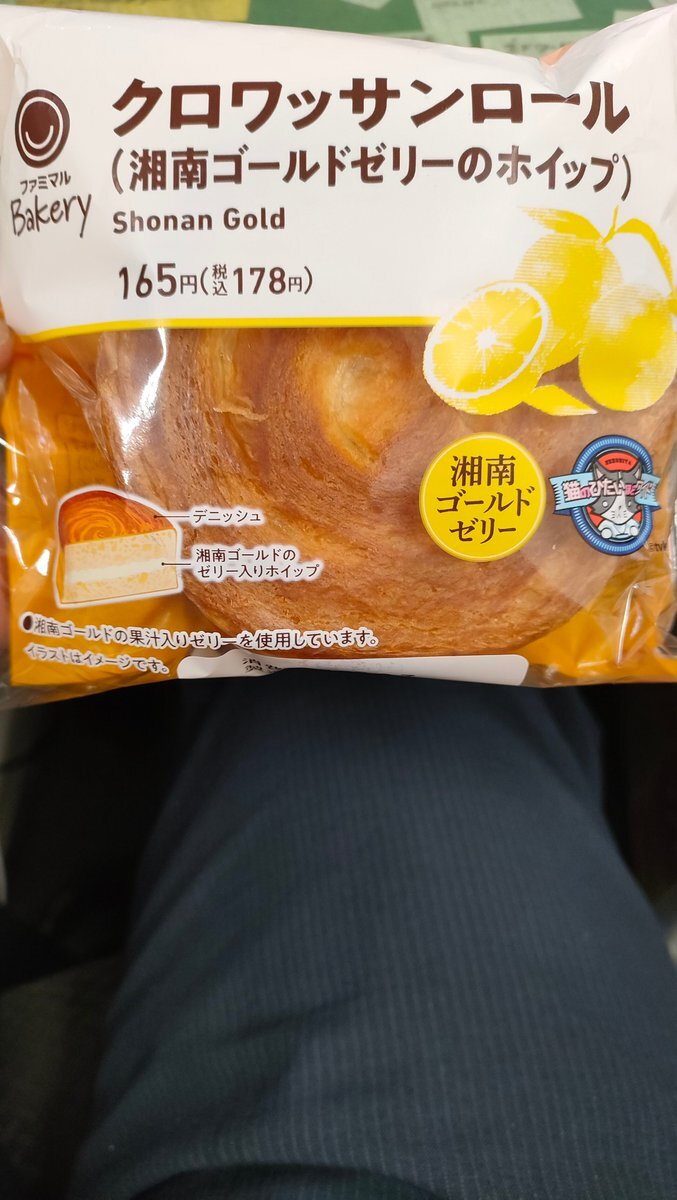 ファミマル
Bakery
クロワッサンロール
(湘南ゴールドゼリーのホイップ)
Shonan Gold
165円(税込178円)
湘南
ゴールド
ゼリー
猫のひたい
デニッシュ
湘南ゴールドの
ゼリー入りホイップ
●湘南ゴールドの果汁入りゼリーを使用しています。
イラストはイメージです。